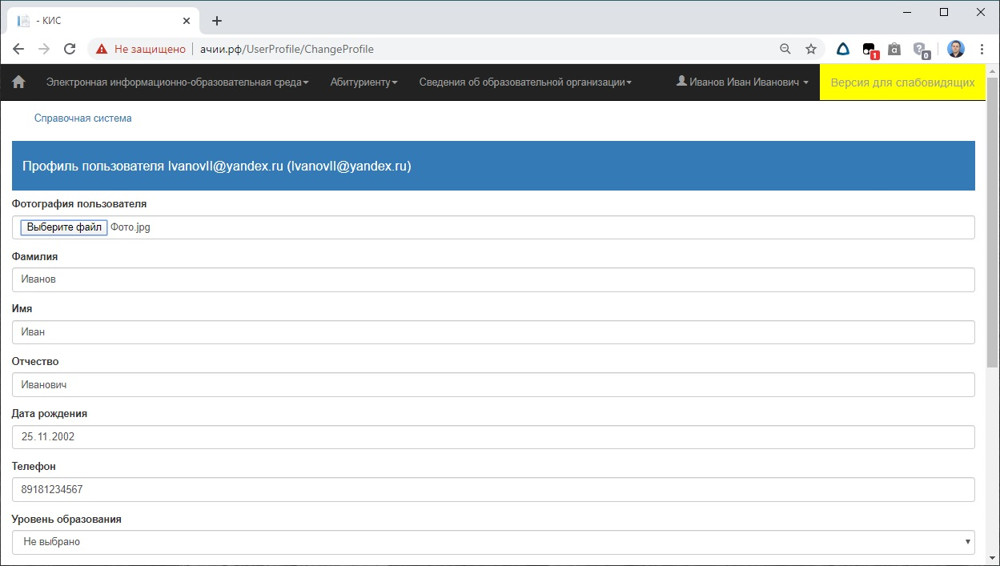 - КИС
Не защищено
ачии.рф/UserProfile/ChangeProfile
1
0
Электронная информационно-образовательная среда
Абитуриенту
Сведения об образовательной организации
Иванов Иван Иванович
Версия для слабовидящих
Справочная система
Профиль пользователя IvanovII@yandex.ru (IvanovII@yandex.ru)
Фотография пользователя
Выберите файл Фото.jpg
Фамилия
Иванов
Имя
Иван
Отчество
Иванович
Дата рождения
25.11.2002
Телефон
89181234567
Уровень образования
Не выбрано